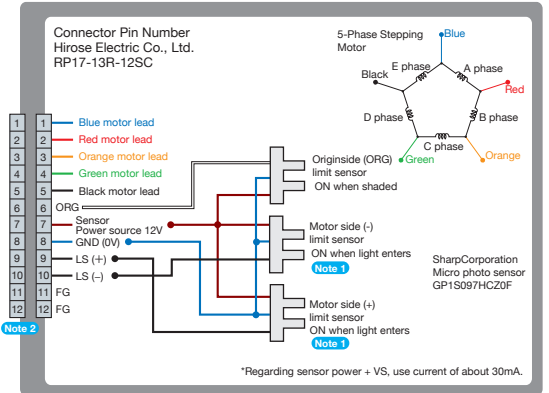 Connector Pin Number
Hirose Electric Co., Ltd.
RP17-13R-12SC
5-Phase Stepping
Motor
Blue
E phase
A phase
Black
Red
D phase
B phase
C phase
Green
Orange
1 1 Blue motor lead
2 2 Red motor lead
3 3 Orange motor lead
4 4 Green motor lead
5 5 Black motor lead
6 6 ORG
7 7 Sensor
Power source 12V
8 8 GND (0V)
9 9 LS (+)
10 10 LS (−)
11 11 FG
12 12 FG
Note 2
Originside (ORG)
limit sensor
ON when shaded
Motor side (-)
limit sensor
ON when light enters
Note 1
Motor side (+)
limit sensor
ON when light enters
Note 1
SharpCorporation
Micro photo sensor
GP1S097HCZ0F
*Regarding sensor power + VS, use current of about 30mA.